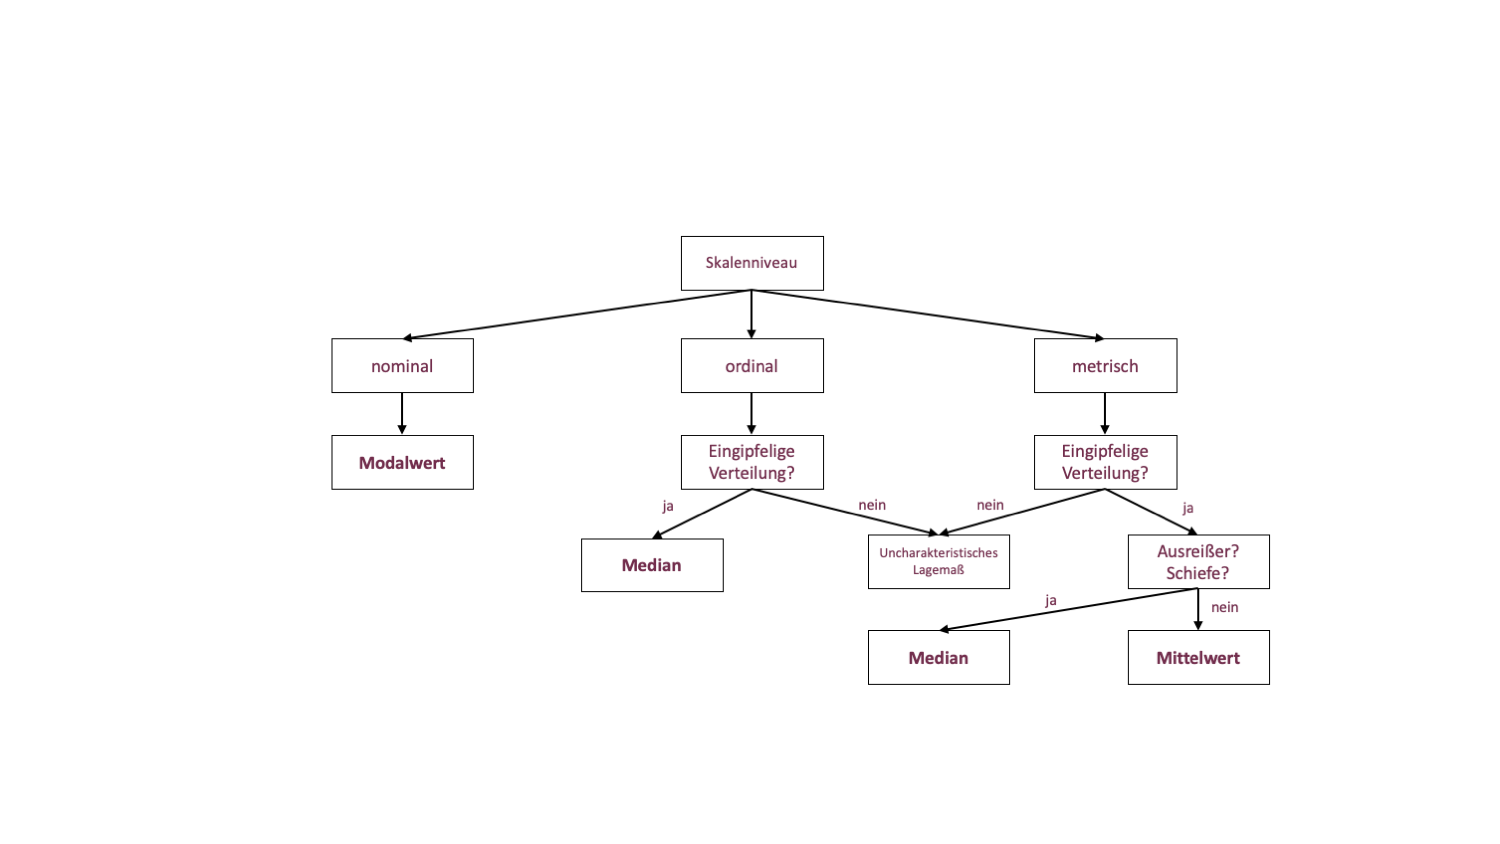 Skalenniveau
nominal
ordinal
metrisch
Modalwert
Eingipfelige
Verteilung?
Eingipfelige
Verteilung?
ja
nein
nein
ja
Median
Uncharakteristisches
Lagemaß
Ausreißer?
Schiefe?
ja
nein
Median
Mittelwert